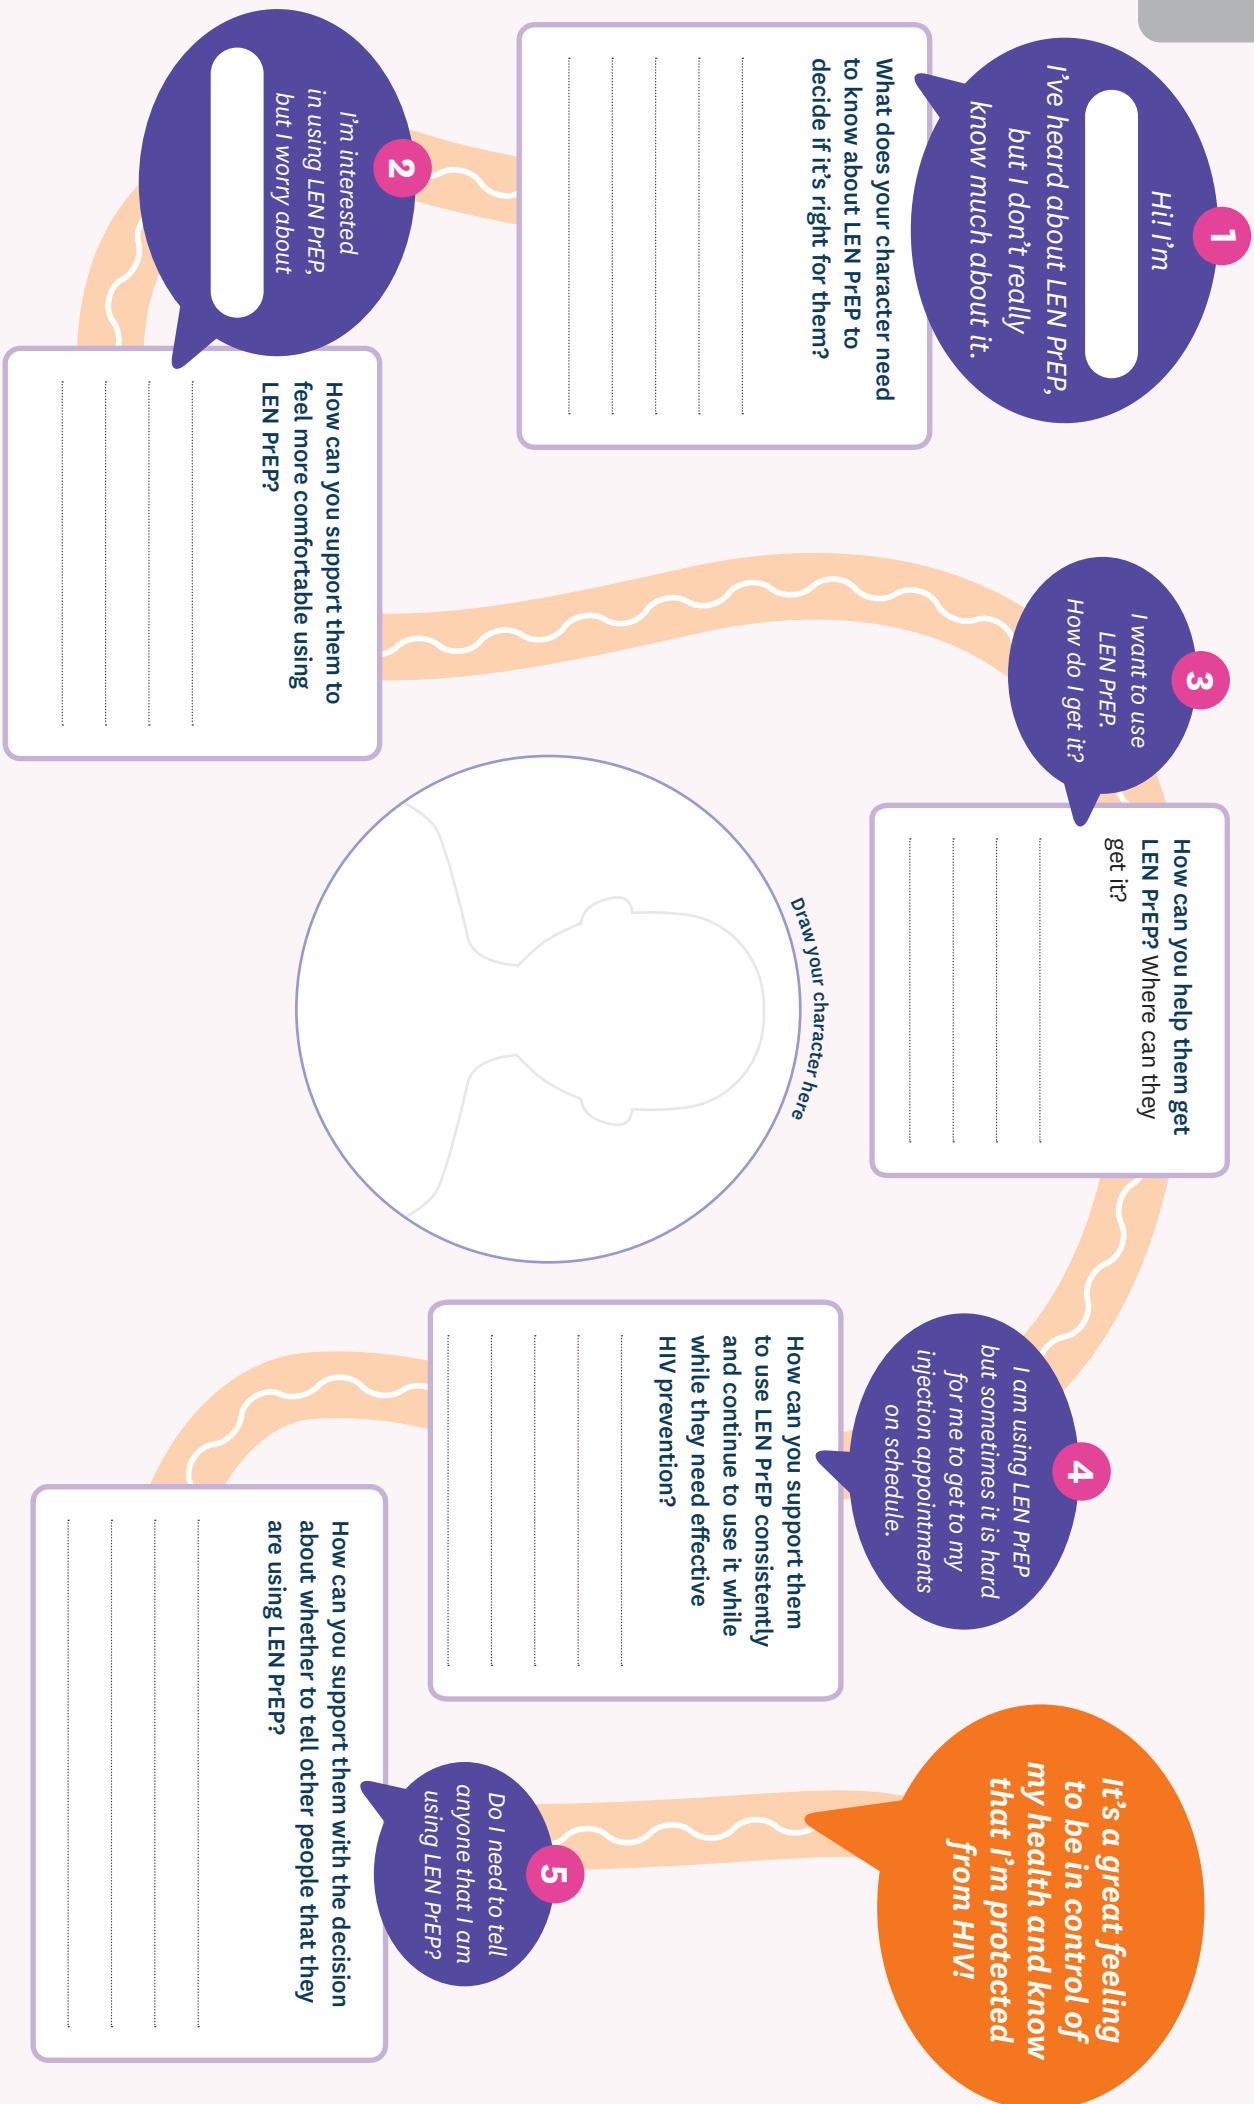 1
Hi! I'm
I've heard about LEN PrEP,
but I don't really
know much about it.
What does your character need
to know about LEN PrEP to
decide if it's right for them?
2
I'm interested
in using LEN PrEP,
but I worry about
How can you support them to
feel more comfortable using
LEN PrEP?
3
I want to use
LEN PrEP.
How do I get it?
How can you help them get
LEN PrEP? Where can they
get it?
Draw your character here
4
I am using LEN PrEP
but sometimes it is hard
for me to get to my
injection appointments
on schedule.
How can you support them
to use LEN PrEP consistently
and continue to use it while
while they need effective
HIV prevention?
5
Do I need to tell
anyone that I am
using LEN PrEP?
How can you support them with the decision
about whether to tell other people that they
are using LEN PrEP?
It's a great feeling
to be in control of
my health and know
that I'm protected
from HIV!